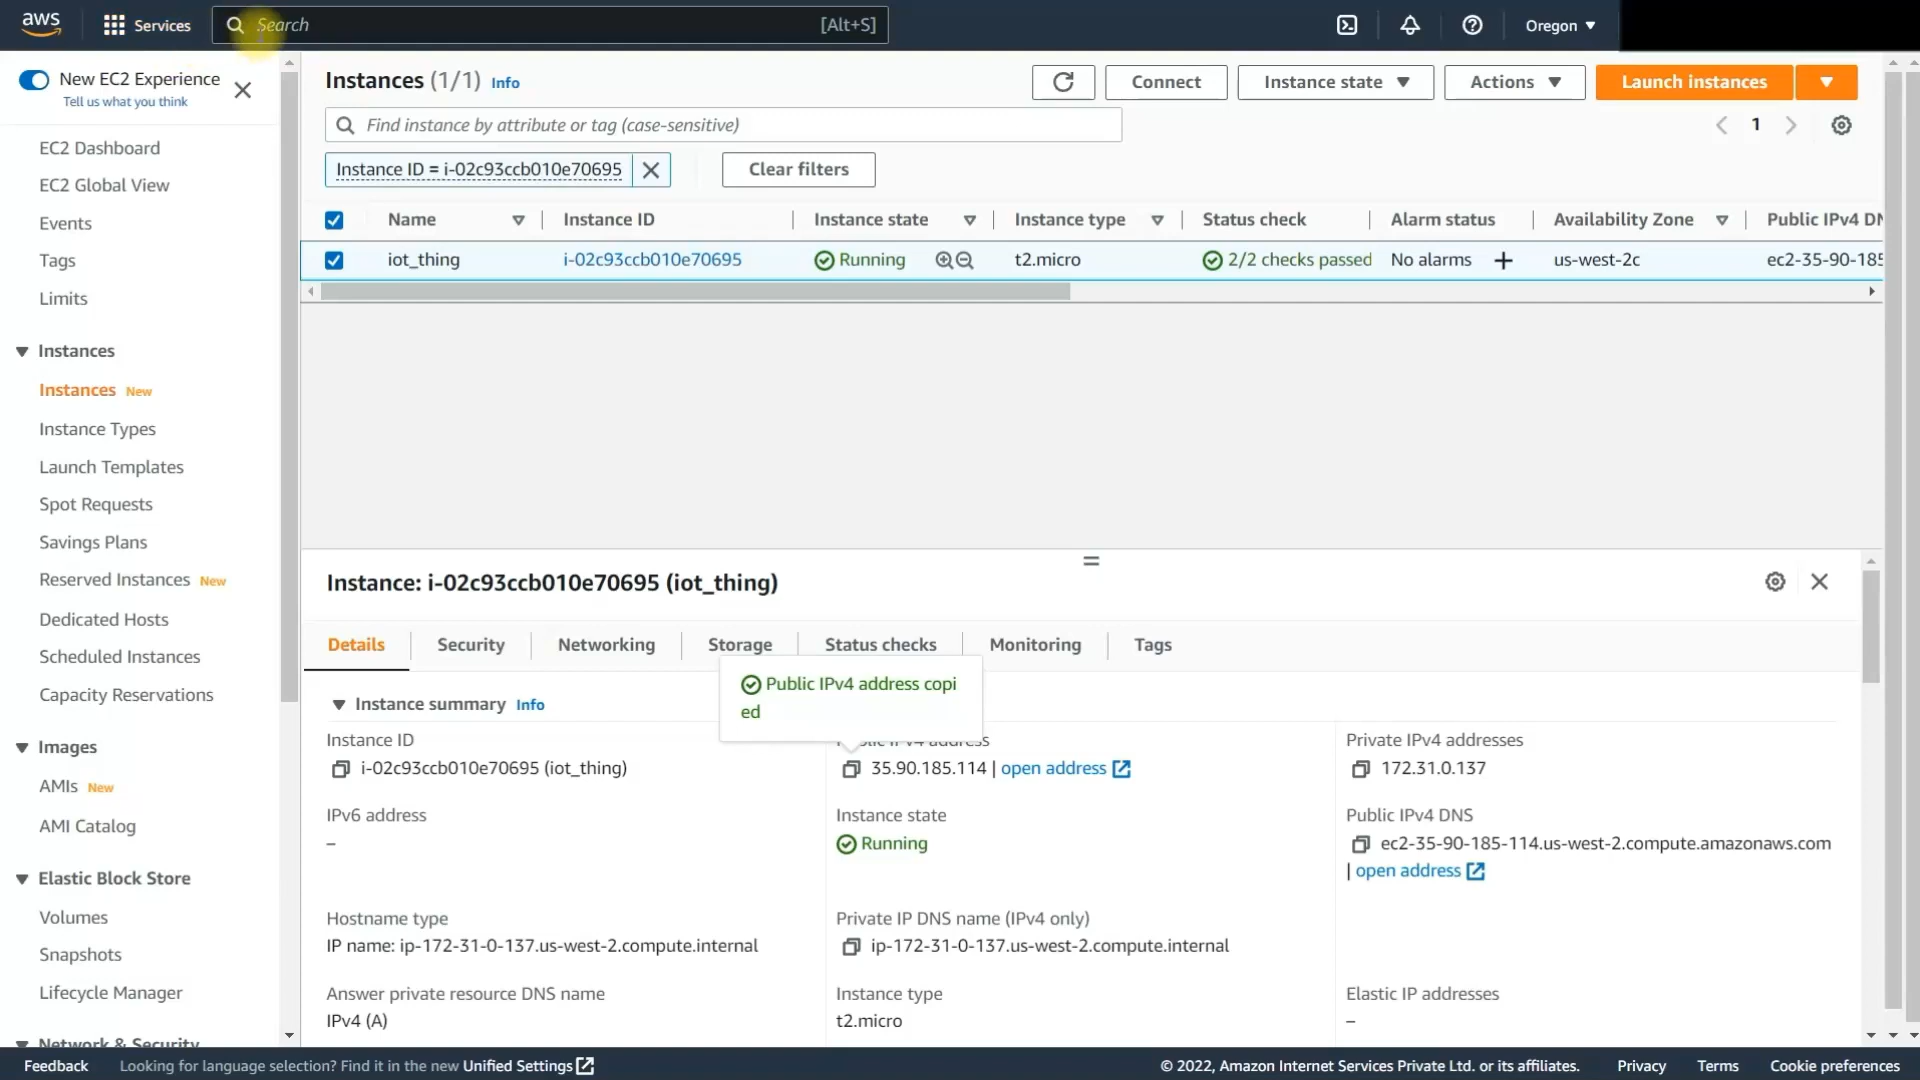 aws
Services
Search
[Alt+S]
Oregon
New EC2 Experience
Tell us what you think
EC2 Dashboard
EC2 Global View
Events
Tags
Limits
Instances
Instances New
Instance Types
Launch Templates
Spot Requests
Savings Plans
Reserved Instances New
Dedicated Hosts
Scheduled Instances
Capacity Reservations
Images
AMIs New
AMI Catalog
Elastic Block Store
Volumes
Snapshots
Lifecycle Manager
Network & Security
Instances (1/1) Info
Connect
Instance state
Actions
Launch instances
Find instance by attribute or tag (case-sensitive)
1
Instance ID = i-02c93ccb010e70695
Clear filters
Name Instance ID Instance state Instance type Status check Alarm status Availability Zone Public IPv4 DN
iot_thing i-02c93ccb010e70695 Running t2.micro 2/2 checks passed No alarms us-west-2c ec2-35-90-185
Instance: i-02c93ccb010e70695 (iot_thing)
Details Security Networking Storage Status checks Monitoring Tags
Public IPv4 address copi
ed
Instance summary Info
Instance ID
i-02c93ccb010e70695 (iot_thing)
Public IPv4 address
35.90.185.114 | open address
Private IPv4 addresses
172.31.0.137
IPv6 address
–
Instance state
Running
Public IPv4 DNS
ec2-35-90-185-114.us-west-2.compute.amazonaws.com
| open address
Hostname type
IP name: ip-172-31-0-137.us-west-2.compute.internal
Private IP DNS name (IPv4 only)
ip-172-31-0-137.us-west-2.compute.internal
Answer private resource DNS name
IPv4 (A)
Instance type
t2.micro
Elastic IP addresses
–
Feedback
Looking for language selection? Find it in the new Unified Settings
© 2022, Amazon Internet Services Private Ltd. or its affiliates.
Privacy
Terms
Cookie preferences